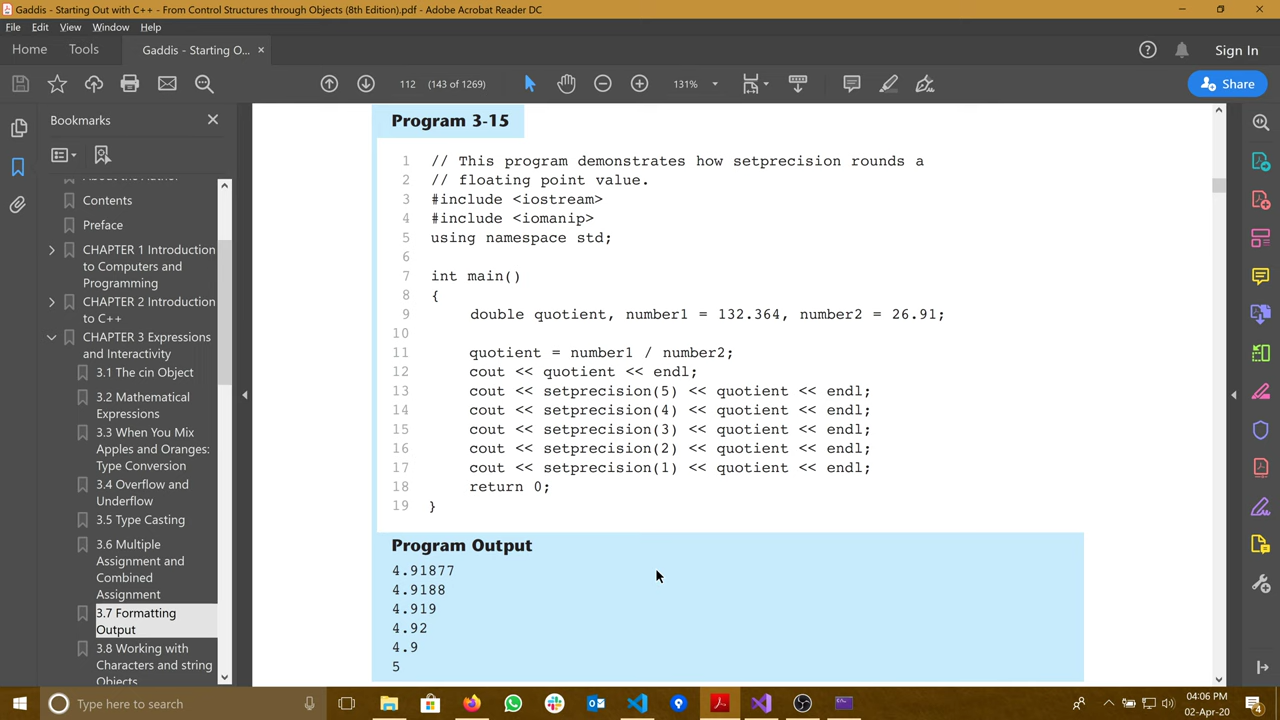 Gaddis - Starting Out with C++ - From Control Structures through Objects (8th Edition).pdf - Adobe Acrobat Reader DC
File Edit View Window Help
Home Tools Gaddis - Starting O... × Sign In
112 (143 of 1269) 131% Share
Bookmarks
Contents
Preface
CHAPTER 1 Introduction
to Computers and
Programming
CHAPTER 2 Introduction
to C++
CHAPTER 3 Expressions
and Interactivity
3.1 The cin Object
3.2 Mathematical
Expressions
3.3 When You Mix
Apples and Oranges:
Type Conversion
3.4 Overflow and
Underflow
3.5 Type Casting
3.6 Multiple
Assignment and
Combined
Assignment
3.7 Formatting
Output
3.8 Working with
Characters and string
Objects
Program 3-15
1 // This program demonstrates how setprecision rounds a
2 // floating point value.
3 #include <iostream>
4 #include <iomanip>
5 using namespace std;
6
7 int main()
8 {
9 double quotient, number1 = 132.364, number2 = 26.91;
10
11 quotient = number1 / number2;
12 cout << quotient << endl;
13 cout << setprecision(5) << quotient << endl;
14 cout << setprecision(4) << quotient << endl;
15 cout << setprecision(3) << quotient << endl;
16 cout << setprecision(2) << quotient << endl;
17 cout << setprecision(1) << quotient << endl;
18 return 0;
19 }
Program Output
4.91877
4.9188
4.919
4.92
4.9
5
Type here to search
04:06 PM
02-Apr-20
4